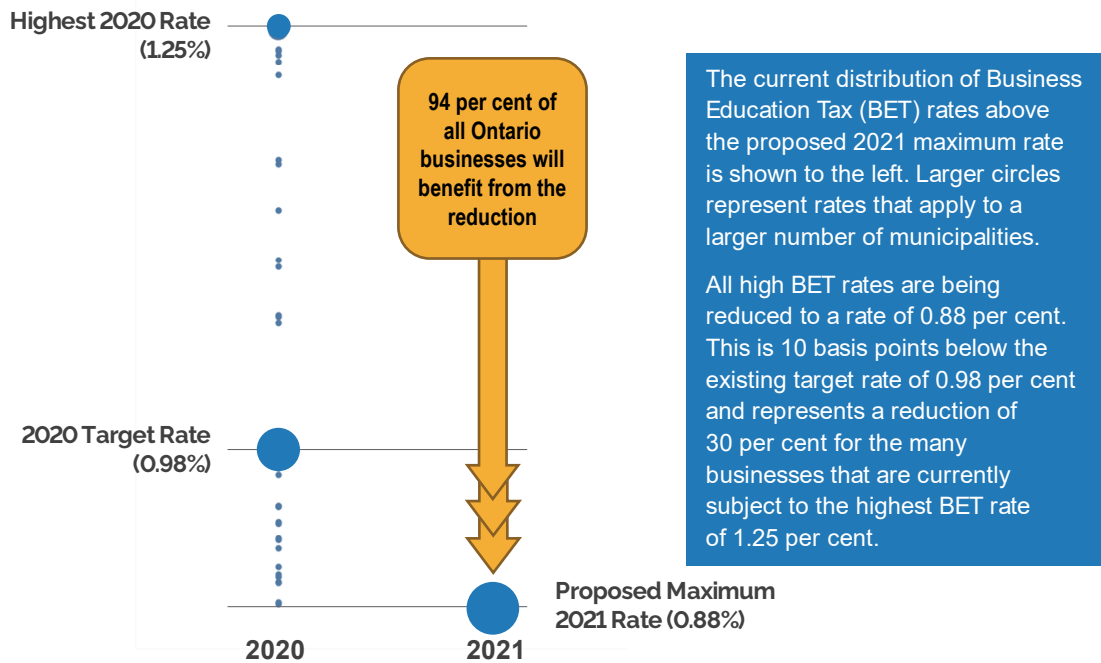 Highest 2020 Rate
(1.25%)
94 per cent of
all Ontario
businesses will
benefit from the
reduction
2020 Target Rate
(0.98%)
Proposed Maximum
2021 Rate (0.88%)
2020
2021
The current distribution of Business
Education Tax (BET) rates above
the proposed 2021 maximum rate
is shown to the left. Larger circles
represent rates that apply to a
larger number of municipalities.
All high BET rates are being
reduced to a rate of 0.88 per cent.
This is 10 basis points below the
existing target rate of 0.98 per cent
and represents a reduction of
30 per cent for the many
businesses that are currently
subject to the highest BET rate
of 1.25 per cent.